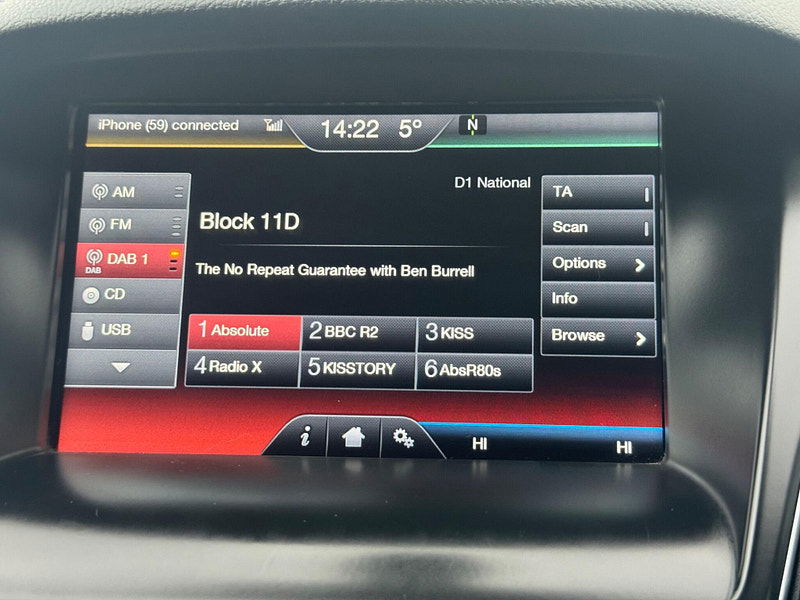 iPhone (59) connected
14:22 5°
N
D1 National
AM
FM
DAB 1
DAB
CD
USB
Block 11D
The No Repeat Guarantee with Ben Burrell
1 Absolute
2 BBC R2
3 KISS
4 Radio X
5 KISSTORY
6 AbsR80s
TA
Scan
Options
Info
Browse
i
HI
HI